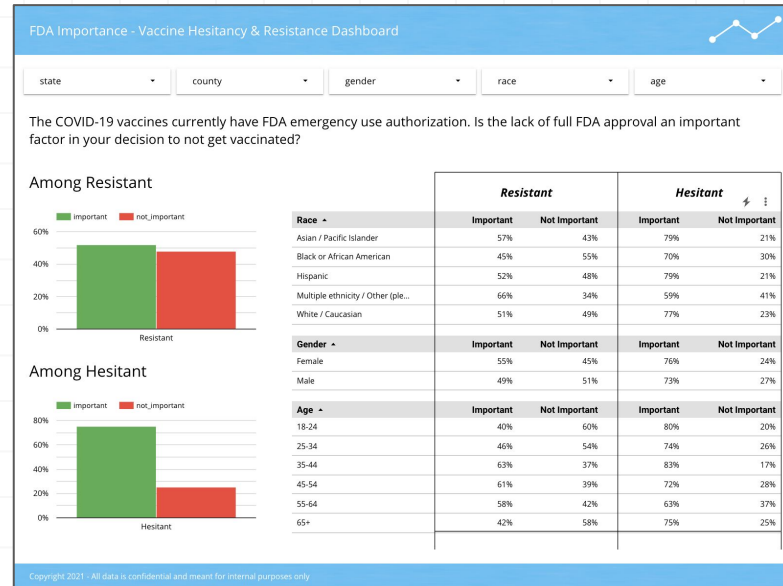 FDA Importance - Vaccine Hesitancy & Resistance Dashboard
state county gender race age
The COVID-19 vaccines currently have FDA emergency use authorization. Is the lack of full FDA approval an important
factor in your decision to not get vaccinated?
Among Resistant
important not_important
60%
40%
20%
0%
Resistant
Among Hesitant
important not_important
80%
60%
40%
20%
0%
Hesitant
Resistant Hesitant
Race Important Not Important Important Not Important
Asian / Pacific Islander 57% 43% 79% 21%
Black or African American 45% 55% 70% 30%
Hispanic 52% 48% 79% 21%
Multiple ethnicity / Other (ple... 66% 34% 59% 41%
White / Caucasian 51% 49% 77% 23%
Gender Important Not Important Important Not Important
Female 55% 45% 76% 24%
Male 49% 51% 73% 27%
Age Important Not Important Important Not Important
18-24 40% 60% 80% 20%
25-34 46% 54% 74% 26%
35-44 63% 37% 83% 17%
45-54 61% 39% 72% 28%
55-64 58% 42% 63% 37%
65+ 42% 58% 75% 25%
Copyright 2021 - All data is confidential and meant for internal purposes only